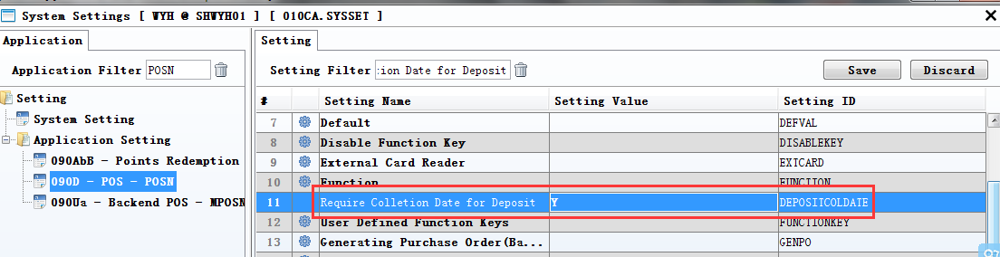 System Settings [ WYH @ SHWYH01 ] [ 010CA.SYSSET ]
Application
Setting
Application Filter POSN
Setting Filter :ion Date for Deposit
Save
Discard
Setting
System Setting
Application Setting
090AbB - Points Redemption
090D - POS - POSN
090Ua - Backend POS - MPOSN
# Setting Name Setting Value Setting ID
7 Default DEFVAL
8 Disable Function Key DISABLEKEY
9 External Card Reader EXTCARD
10 Function FUNCTION
11 Require Colletion Date for Deposit Y DEPOSITCOLDATE
12 User Defined Function Keys FUNCTIONKEY
13 Generating Purchase Order(Ba... GENPO